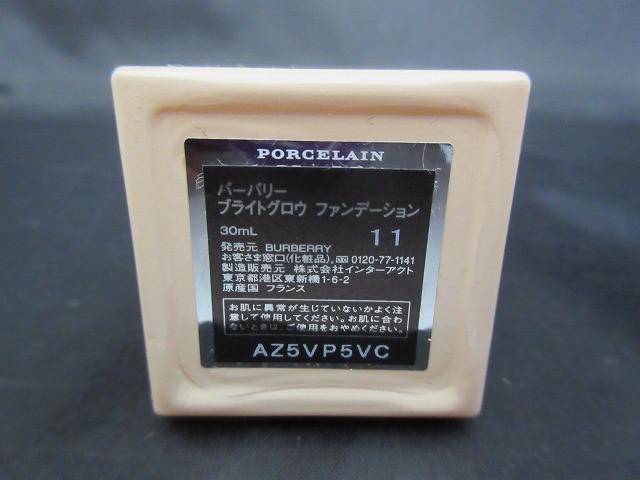 PORCELAIN
バーバリー
ブライトグロウ ファンデーション
30mL 11
発売元 BURBERRY
お客さま窓口(化粧品) 0120-77-1141
製造販売元 株式会社インターアクト
東京都港区東新橋1-6-2
原産国 フランス
お肌に異常が生じていないかよく注
意して使用してください。お肌に合わ
ないときは、ご使用をおやめください。
AZ5VP5VC